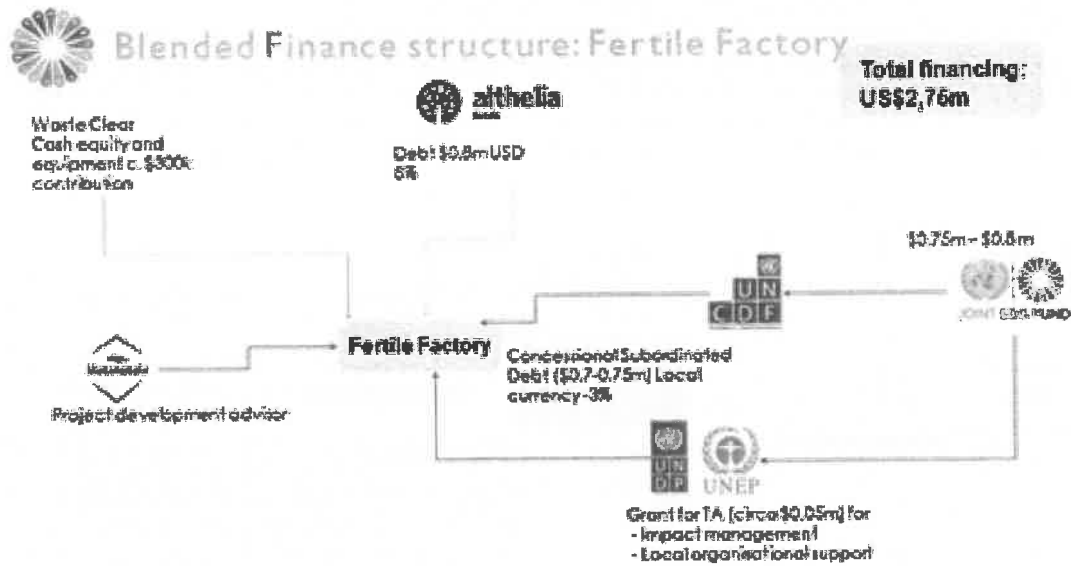 Blended Finance structure: Fertile Factory
Total financing:
US$2,75m
Waste Clear
Cash equity and
equipment c. $300k
contribution
althelia
Debt $0.8m USD
$0.75m – $0.8m
UN
CDF
JOINT SDG FUND
Fertile Factory
Concessional Subordinated
Debt ($0.7-0.75m) Local
currency -3%
Project development advisor
UN
DP
UNEP
Grant for TA (circa $0.05m) for
- Impact management
- Local organisational support